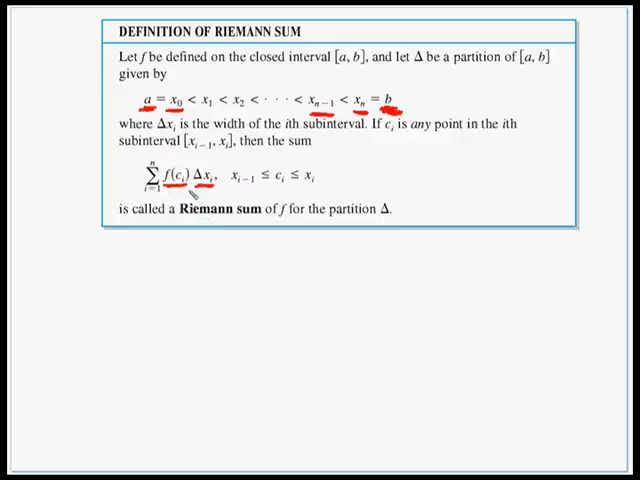 DEFINITION OF RIEMANN SUM
Let f be defined on the closed interval [a, b], and let Δ be a partition of [a, b]
given by
a = x₀ < x₁ < x₂ < · · · < xₙ₋₁ < xₙ = b
where Δxᵢ is the width of the ith subinterval. If cᵢ is any point in the ith
subinterval [xᵢ₋₁, xᵢ], then the sum
∑ᵢ₌₁ⁿ f(cᵢ) Δxᵢ, xᵢ₋₁ ≤ cᵢ ≤ xᵢ
is called a Riemann sum of f for the partition Δ.